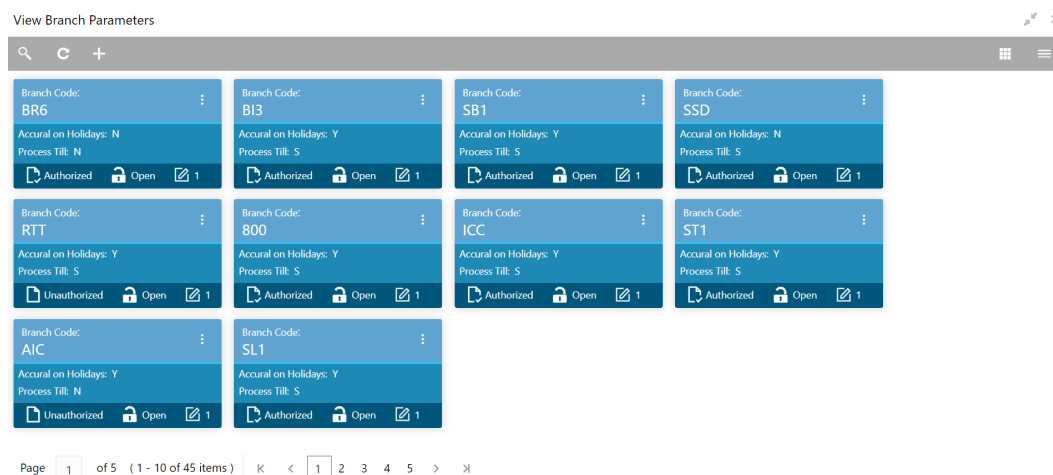 View Branch Parameters
Branch Code:
BR6
Accural on Holidays: N
Process Till: N
Authorized Open 1
Branch Code:
BI3
Accural on Holidays: Y
Process Till: S
Authorized Open 1
Branch Code:
SB1
Accural on Holidays: Y
Process Till: S
Authorized Open 1
Branch Code:
SSD
Accural on Holidays: N
Process Till: S
Authorized Open 1
Branch Code:
RTT
Accural on Holidays: Y
Process Till: S
Unauthorized Open 1
Branch Code:
800
Accural on Holidays: Y
Process Till: S
Authorized Open 1
Branch Code:
ICC
Accural on Holidays: Y
Process Till: S
Authorized Open 1
Branch Code:
ST1
Accural on Holidays: Y
Process Till: S
Authorized Open 1
Branch Code:
AIC
Accural on Holidays: Y
Process Till: N
Unauthorized Open 1
Branch Code:
SL1
Accural on Holidays: Y
Process Till: S
Authorized Open 1
Page 1 of 5 ( 1 - 10 of 45 items ) 1 2 3 4 5